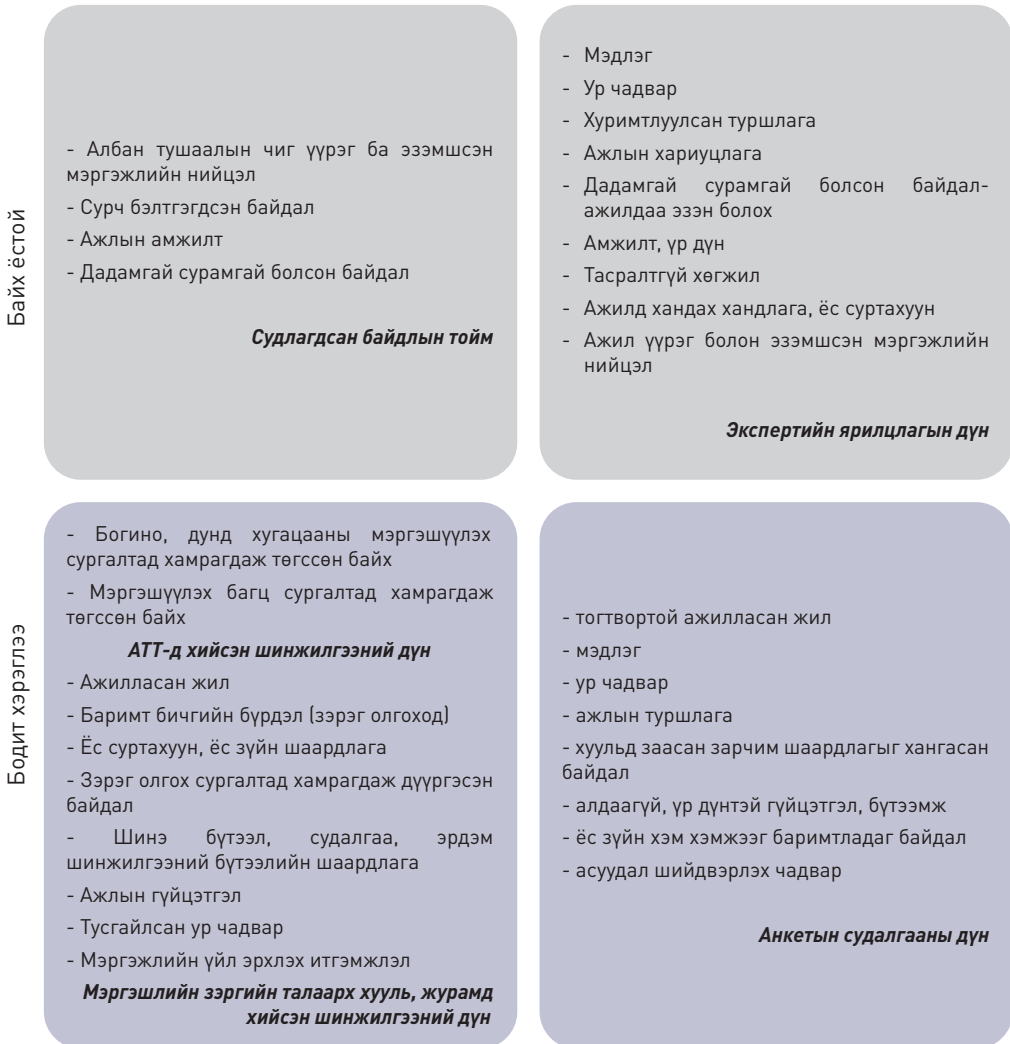 Байх ёстой
- Албан тушаалын чиг үүрэг ба эзэмшсэн
мэргэжлийн нийцэл
- Сурч бэлтгэгдсэн байдал
- Ажлын амжилт
- Дадамгай сурамгай болсон байдал
Судлагдсан байдлын тойм
- Мэдлэг
- Ур чадвар
- Хуримтлуулсан туршлага
- Ажлын хариуцлага
- Дадамгай сурамгай болсон байдал-
ажилдаа эзэн болох
- Амжилт, үр дүн
- Тасралтгүй хөгжил
- Ажилд хандах хандлага, ёс суртахуун
- Ажил үүрэг болон эзэмшсэн мэргэжлийн
нийцэл
Экспертийн ярилцлагын дүн
Бодит хэрэглээ
- Богино, дунд хугацааны мэргэшүүлэх
сургалтад хамрагдаж төгссөн байх
- Мэргэшүүлэх багц сургалтад хамрагдаж
төгссөн байх
АТТ-д хийсэн шинжилгээний дүн
- Ажилласан жил
- Баримт бичгийн бүрдэл (зэрэг олгоход)
- Ёс суртахуун, ёс зүйн шаардлага
- Зэрэг олгох сургалтад хамрагдаж дүүргэсэн
байдал
- Шинэ бүтээл, судалгаа, эрдэм
шинжилгээний бүтээлийн шаардлага
- Ажлын гүйцэтгэл
- Тусгайлсан ур чадвар
- Мэргэжлийн үйл эрхлэх итгэмжлэл
Мэргэшлийн зэргийн талаарх хууль, журамд
хийсэн шинжилгээний дүн
- тогтвортой ажилласан жил
- мэдлэг
- ур чадвар
- ажлын туршлага
- хуульд заасан зарчим шаардлагыг хангасан
байдал
- алдаагүй, үр дүнтэй гүйцэтгэл, бүтээмж
- ёс зүйн хэм хэмжээг баримтладаг байдал
- асуудал шийдвэрлэх чадвар
Анкетын судалгааны дүн